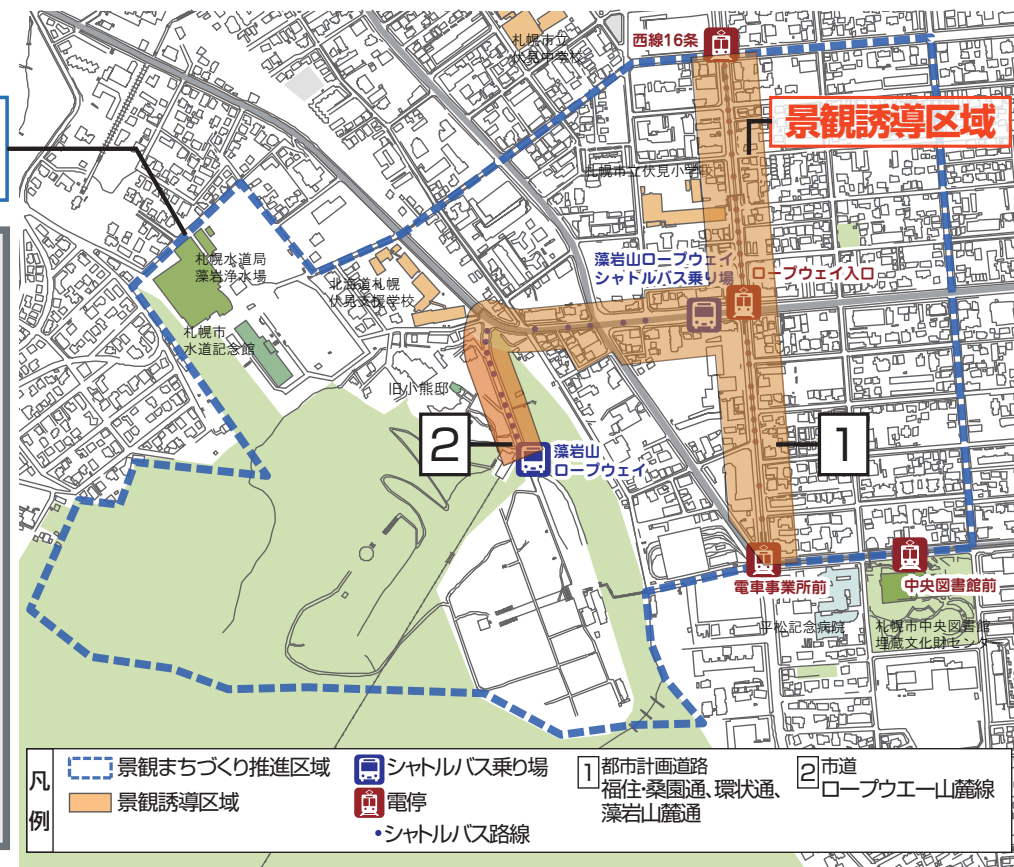 札幌市立
伏見中学校
西線16条
景観誘導区域
札幌市立伏見小学校
札幌水道局
藻岩浄水場
藻岩山ロープウェイ
シャトルバス乗り場
ロープウェイ入口
北海道札幌
伏見支援学校
札幌市
水道記念館
旧小熊邸
2
1
藻岩山
ロープウェイ
電車事業所前
中央図書館前
平松記念病院
札幌市中央図書館
埋蔵文化財センター
凡例
景観まちづくり推進区域
景観誘導区域
シャトルバス乗り場
電停
・シャトルバス路線
1 都市計画道路
福住・桑園通、環状通、
藻岩山麓通
2 市道
ロープウエー山麓線